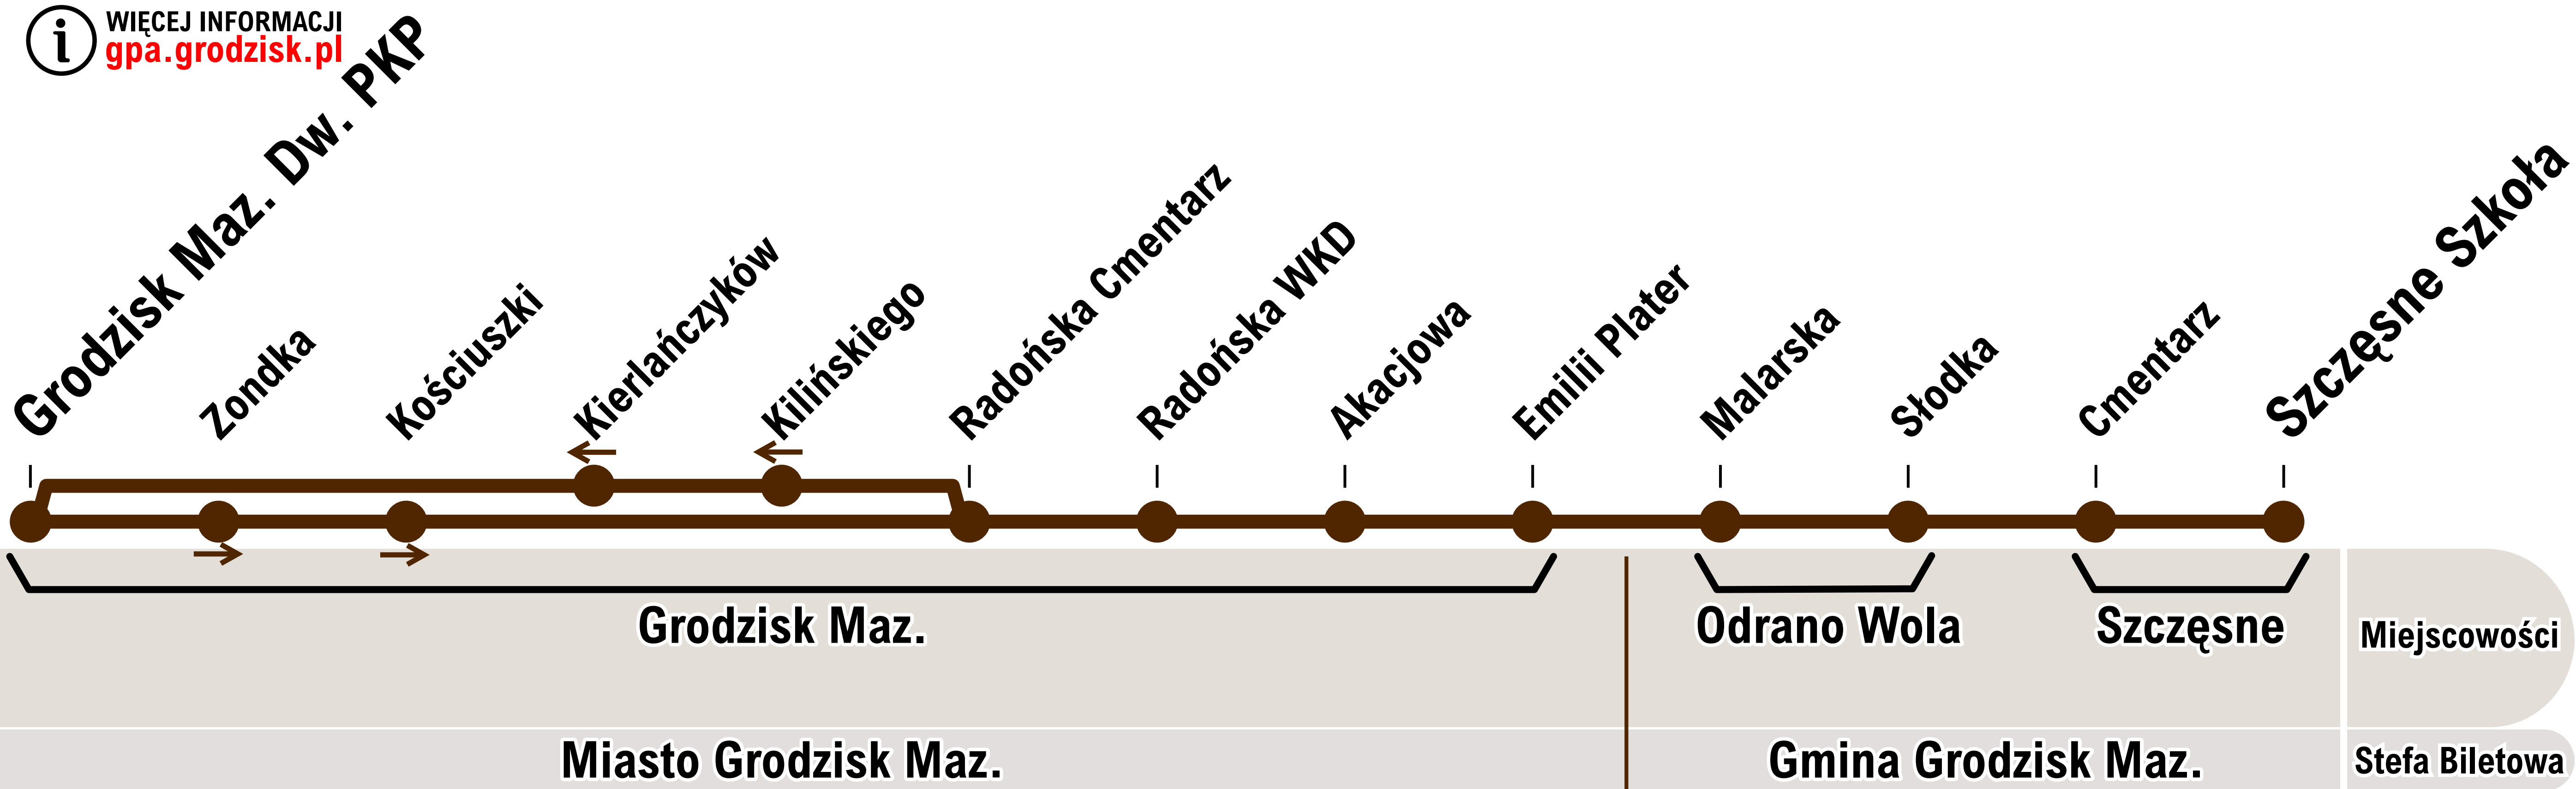 WIĘCEJ INFORMACJI
gpa.grodzisk.pl
Grodzisk Maz. Dw. PKP
Zondka
Kościuszki
Kierlańczyków
Kilińskiego
Radońska Cmentarz
Radońska WKD
Akacjowa
Emilii Plater
Malarska
Słodka
Cmentarz
Szczęsne Szkoła
Grodzisk Maz.
Odrano Wola
Szczęsne
Miejscowości
Miasto Grodzisk Maz.
Gmina Grodzisk Maz.
Stefa Biletowa